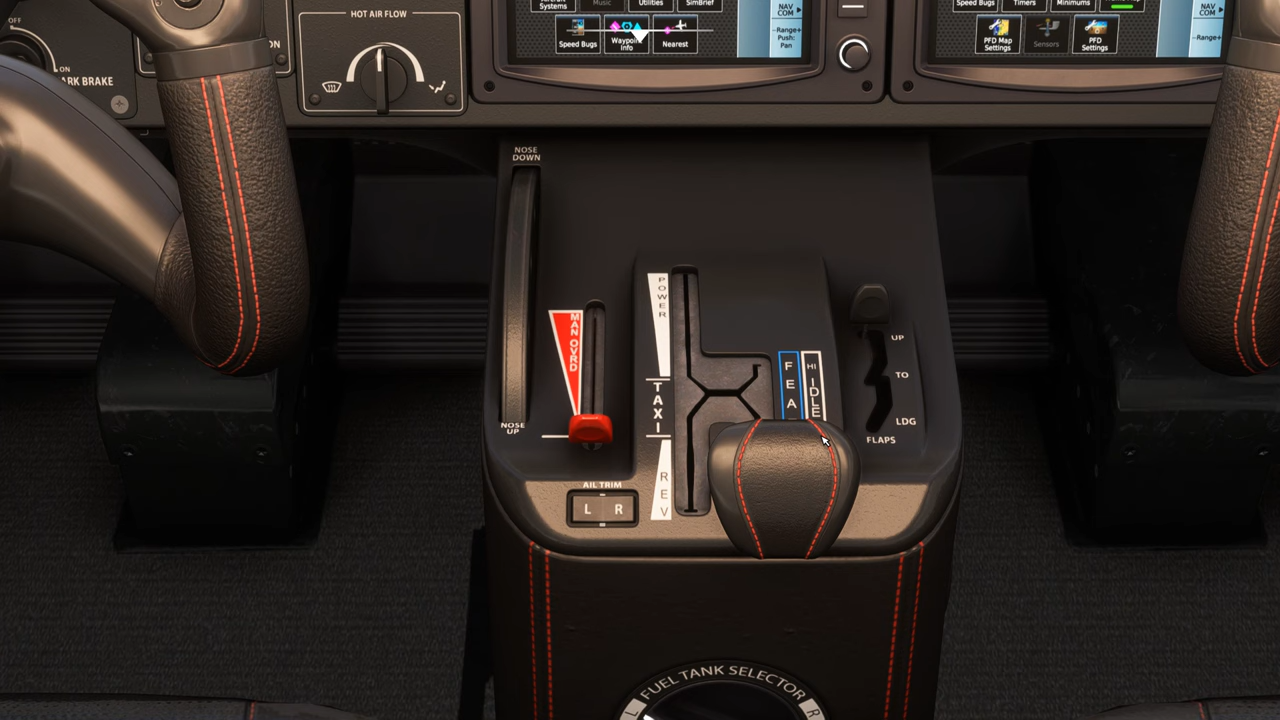 Aircraft
Systems
Music
Utilities
SimBrief
Speed Bugs
Waypoint
Info
Nearest
NAV
COM
Range+
Push:
Pan
Speed Bugs
Timers
Minimums
PFD Map
Settings
Sensors
PFD
Settings
NAV
COM
Range+
OFF
ON
ARK BRAKE
ON
HOT AIR FLOW
NOSE
DOWN
NOSE
UP
MAN OVRD
POWER
TAXI
REV
FEA
HI IDLE
UP
TO
LDG
FLAPS
AIL TRIM
L R
FUEL TANK SELECTOR
L R